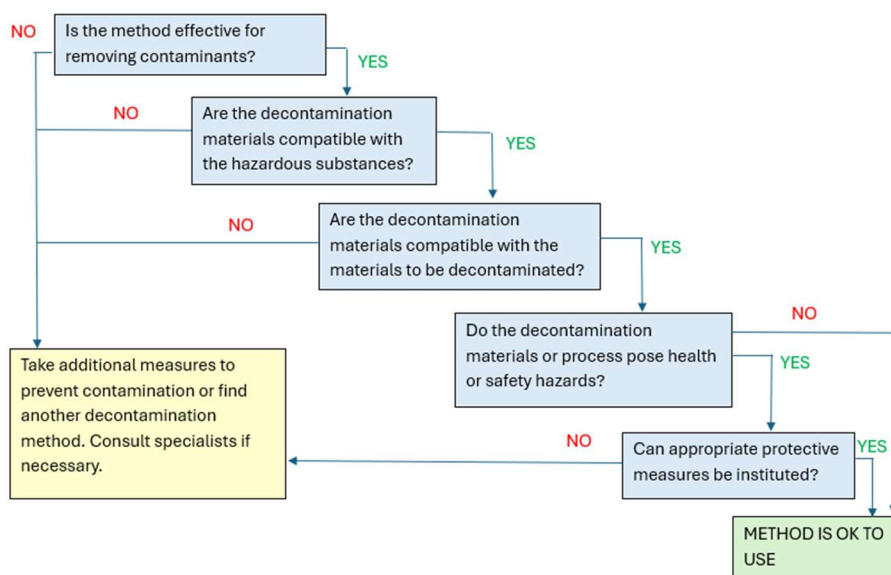 NO
Is the method effective for
removing contaminants?
YES
NO
Are the decontamination
materials compatible with
the hazardous substances?
YES
NO
Are the decontamination
materials compatible with the
materials to be decontaminated?
YES
Do the decontamination
materials or process pose health
or safety hazards?
NO
YES
Take additional measures to
prevent contamination or find
another decontamination
method. Consult specialists if
necessary.
NO
Can appropriate protective
measures be instituted?
YES
METHOD IS OK TO
USE